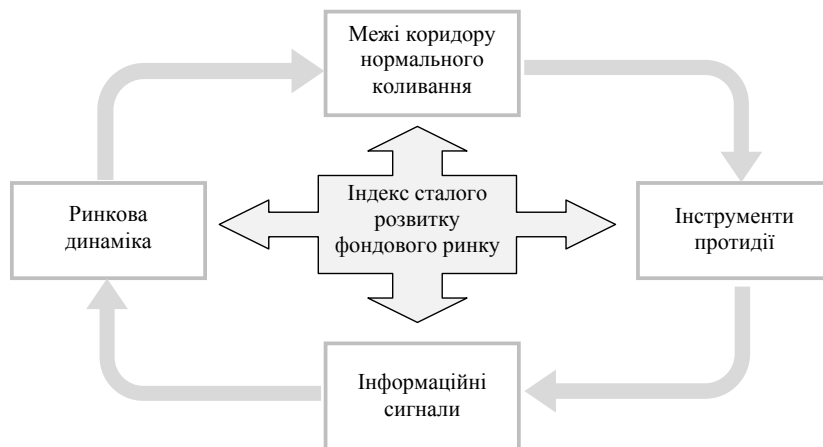 Межі коридору
нормального
коливання
Ринкова
динаміка
Індекс сталого
розвитку
фондового ринку
Інструменти
протидії
Інформаційні
сигнали